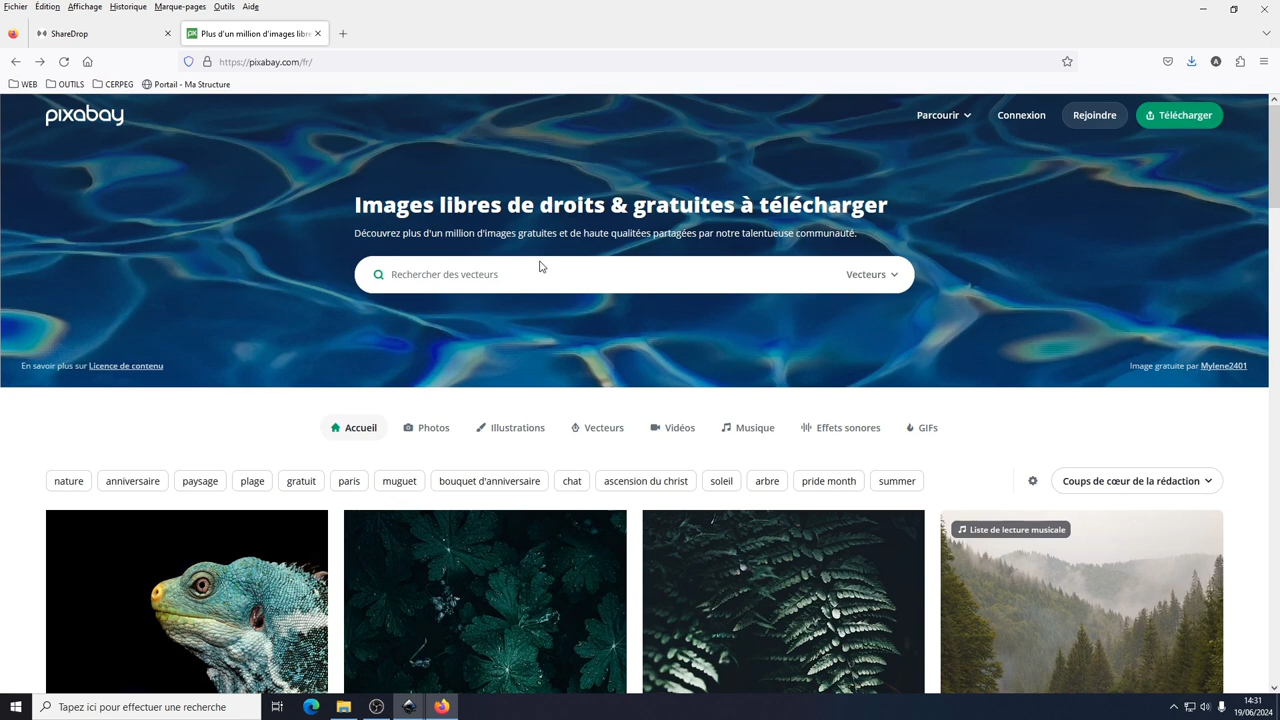 Fichier Édition Affichage Historique Marque-pages Outils Aide
ShareDrop
Plus d'un million d'images libre
https://pixabay.com/fr/
WEB OUTILS CERPEG Portail - Ma Structure
pixabay
Parcourir Connexion Rejoindre Télécharger
Images libres de droits & gratuites à télécharger
Découvrez plus d'un million d'images gratuites et de haute qualitées partagées par notre talentueuse communauté.
Rechercher des vecteurs Vecteurs
En savoir plus sur Licence de contenu
Image gratuite par Mylene2401
Accueil Photos Illustrations Vecteurs Vidéos Musique Effets sonores GIFs
nature anniversaire paysage plage gratuit paris muguet bouquet d'anniversaire chat ascension du christ soleil arbre pride month summer
Coups de cœur de la rédaction
Liste de lecture musicale
Tapez ici pour effectuer une recherche
14:31
19/06/2024